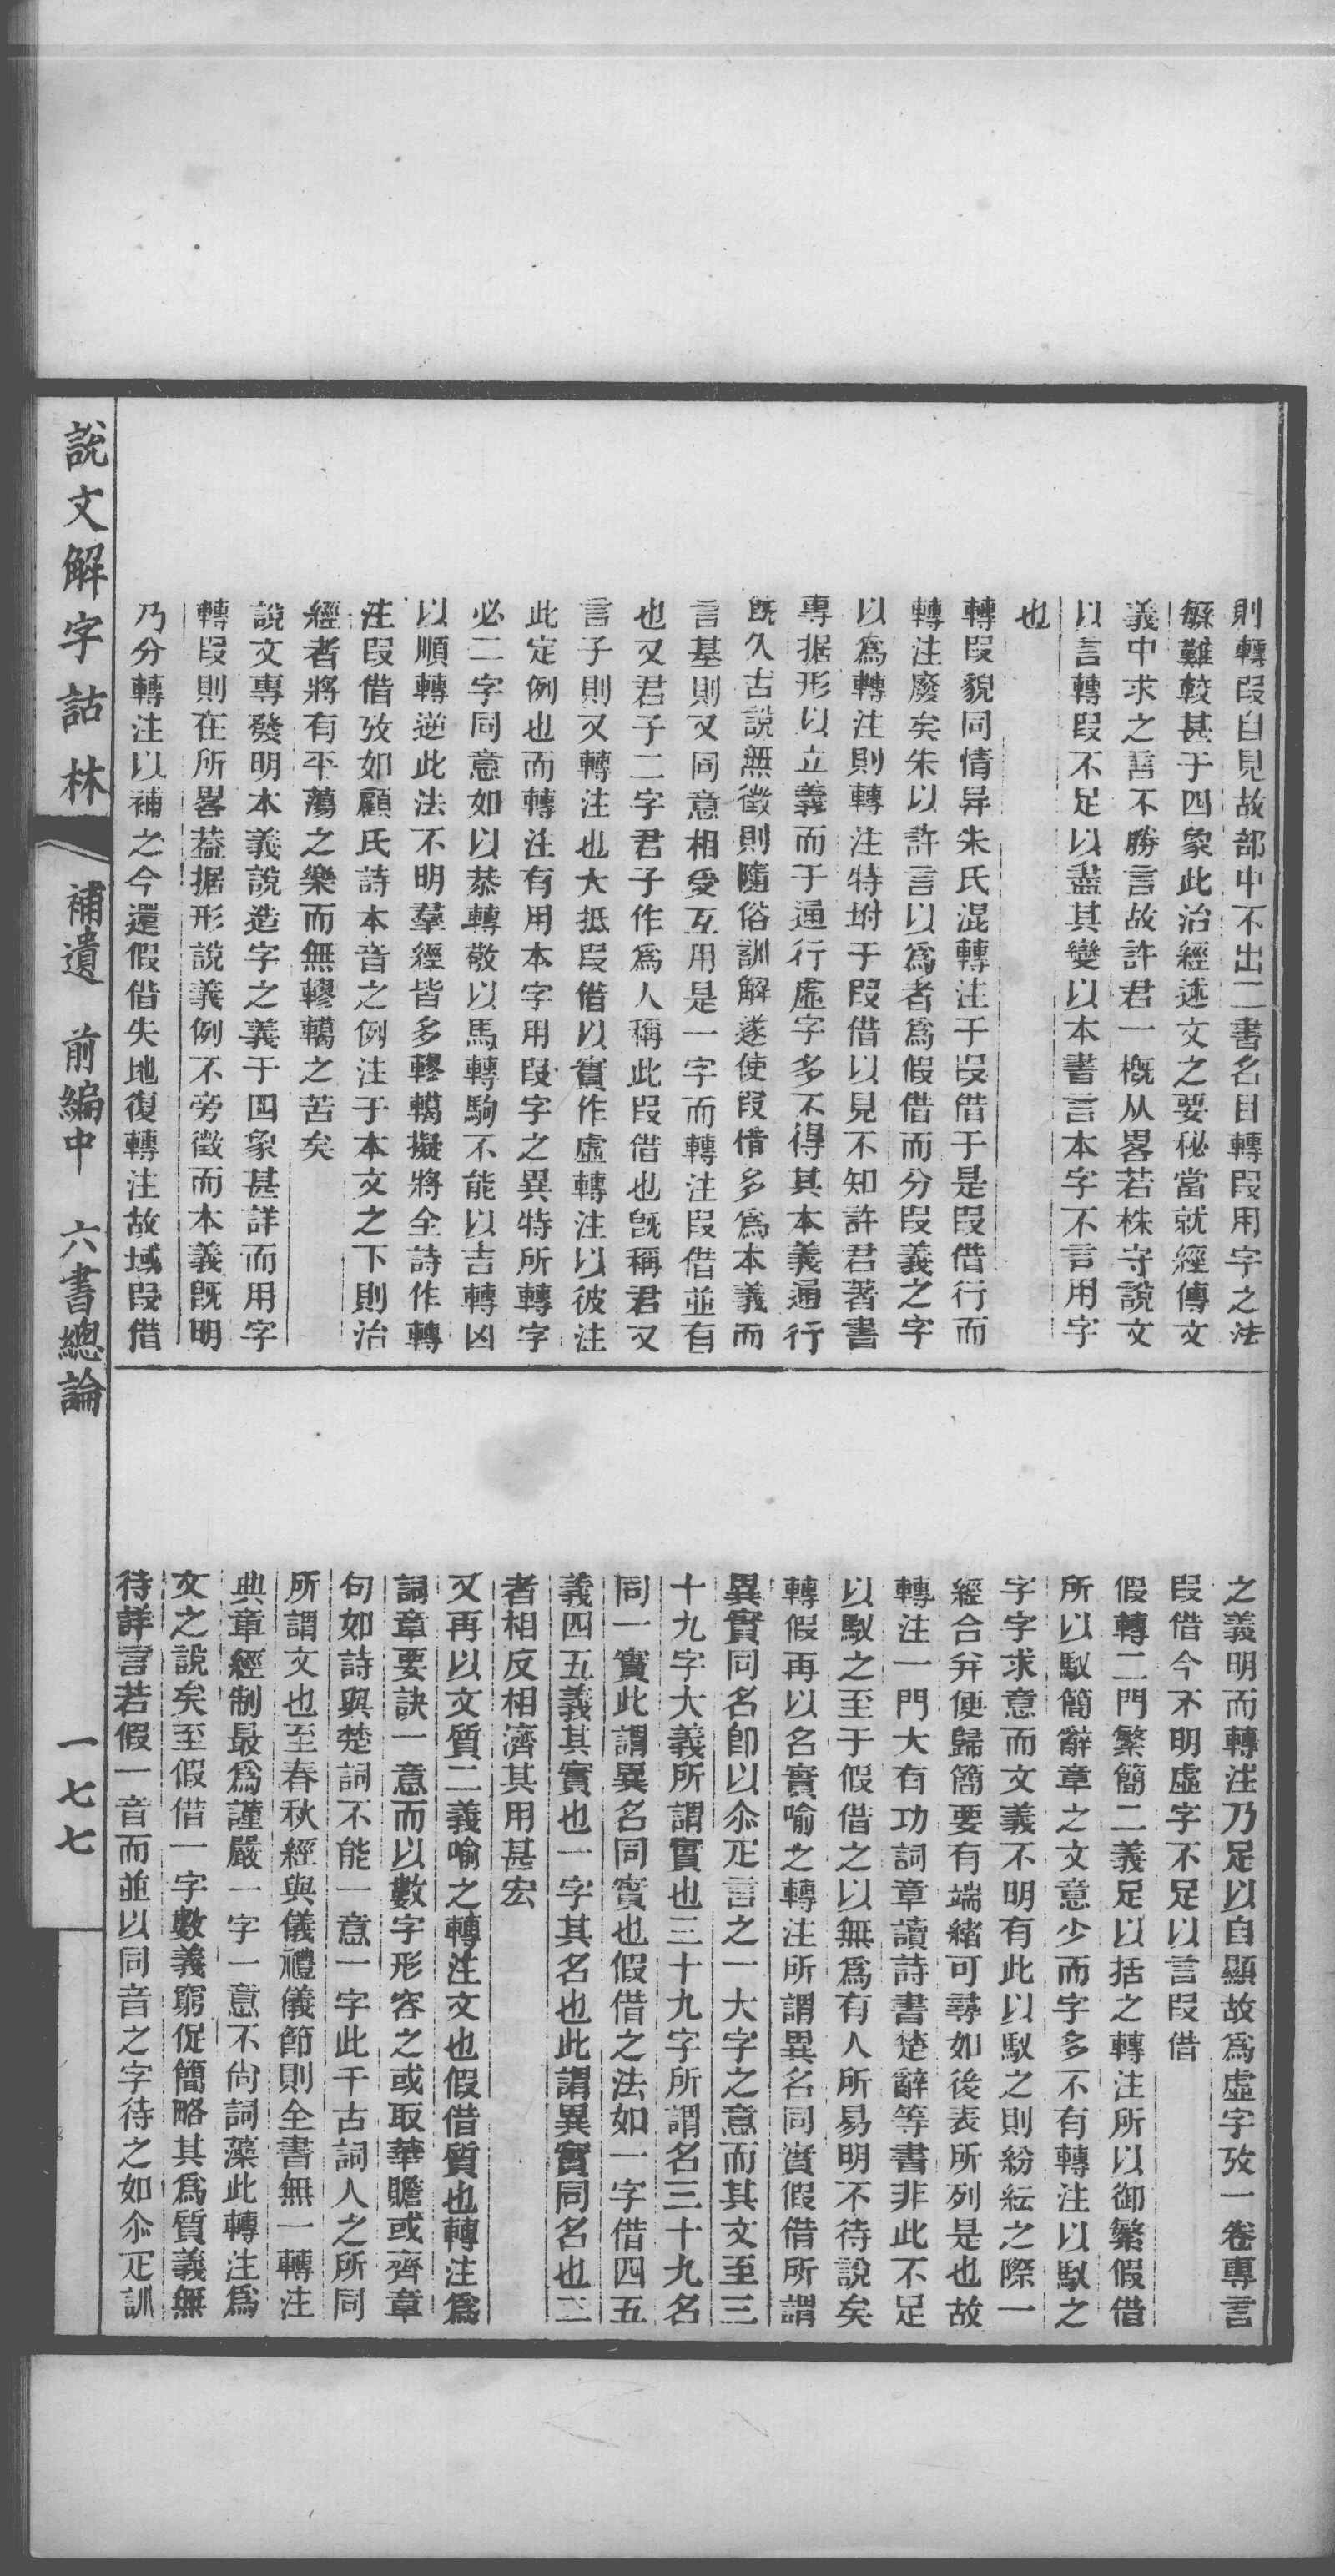 則轉叚自見故部中不出二書名目轉叚用字之法
緐難較甚于四象此治經述文之要秘當就經傳文
義中求之言不勝言故許君一概从畧若株守說文
以言轉叚不足以盡其變以本書言本字不言用字
也
轉叚貌同情异朱氏混轉注于叚借于是叚借行而
轉注廢矣朱以許言以爲者爲假借而分叚義之字
以爲轉注則轉注特坿于叚借以見不知許君著書
專据形以立義而于通行虛字多不得其本義通行
旣久古說無徵則隨俗訓解遂使叚借多爲本義而
言基則又同意相受互用是一字而轉注叚借並有
也又君子二字君子作爲人稱此叚借也旣稱君又
言子則又轉注也大抵叚借以實作虛轉注以彼注
此定例也而轉注有用本字用叚字之異特所轉字
必二字同意如以恭轉敬以馬轉駒不能以吉轉凶
以順轉逆此法不明羣經皆多轇轕擬將全詩作轉
注叚借攷如顧氏詩本音之例注于本文之下則治
經者將有平蕩之樂而無轇轕之苦矣
說文專發明本義說造字之義于四象甚詳而用字
轉叚則在所畧葢据形說義例不旁徵而本義旣明
乃分轉注以補之今還假借失地復轉注故域叚借
之義明而轉注乃足以自顯故爲虛字攷一卷專言
叚借今不明虛字不足以言叚借
假轉二門繁簡二義足以括之轉注所以御繁假借
所以馭簡辭章之文意少而字多不有轉注以馭之
字字求意而文義不明有此以馭之則紛紜之際一
經合并便歸簡要有端緒可尋如後表所列是也故
轉注一門大有功詞章讀詩書楚辭等書非此不足
以馭之至于假借之以無爲有人所易明不待說矣
轉假再以名實喻之轉注所謂異名同實假借所謂
異實同名卽以尒疋言之一大字之意而其文至三
十九字大義所謂實也三十九字所謂名三十九名
同一實此謂異名同實也假借之法如一字借四五
義四五義其實也一字其名也此謂異實同名也二
者相反相濟其用甚宏
又再以文質二義喻之轉注文也假借質也轉注爲
詞章要訣一意而以數字形容之或取華贍或齊章
句如詩與楚詞不能一意一字此千古詞人之所同
所謂文也至春秋經與儀禮儀節則全書無一轉注
典章經制最爲謹嚴一字一意不尙詞藻此轉注爲
文之說矣至假借一字數義窮促簡略其爲質義無
待詳言若假一音而並以同音之字待之如尒疋訓
說文解字詁林 補遺 前編中 六書總論 一七七